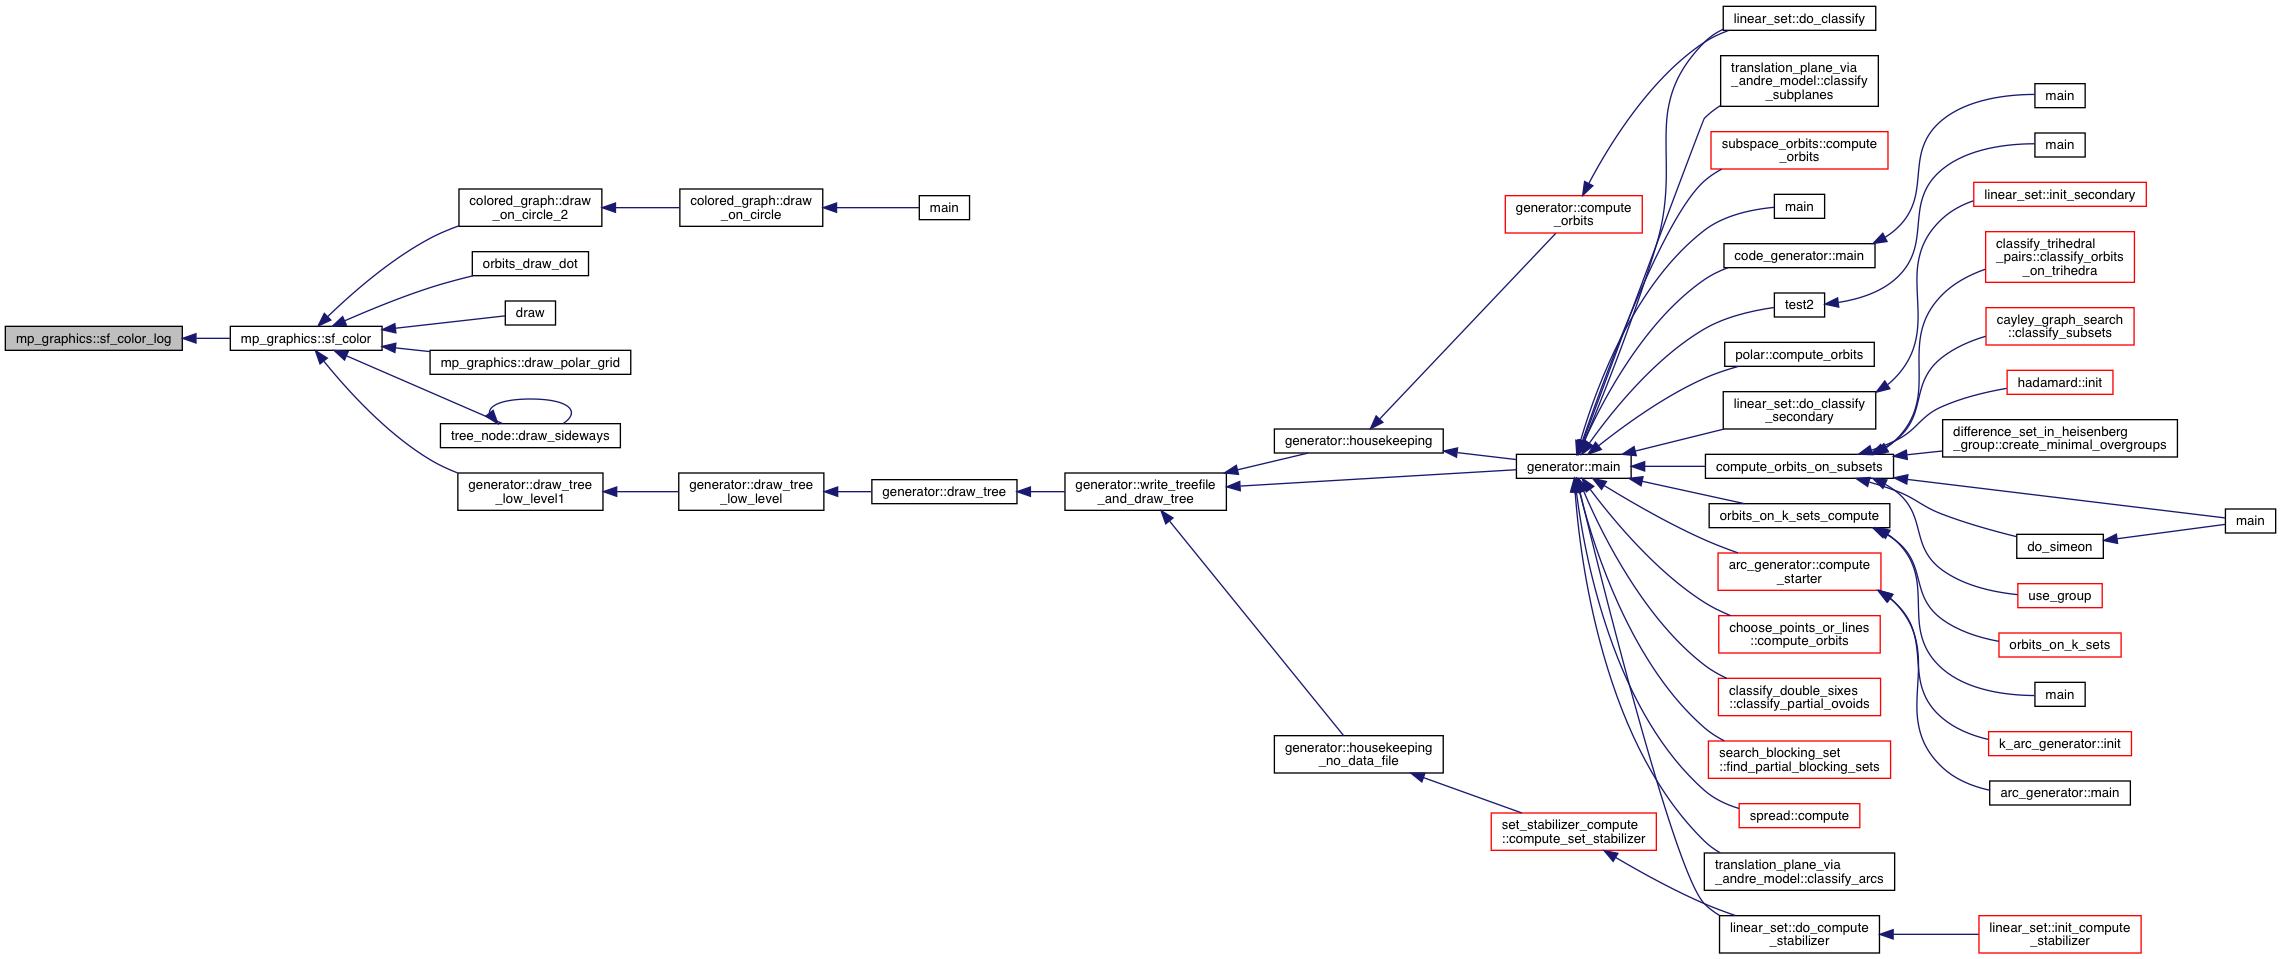 mp_graphics::sf_color_log
mp_graphics::sf_color
colored_graph::draw
_on_circle_2
orbits_draw_dot
draw
mp_graphics::draw_polar_grid
tree_node::draw_sideways
generator::draw_tree
_low_level1
colored_graph::draw
_on_circle
main
generator::draw_tree
_low_level
generator::draw_tree
generator::write_treefile
_and_draw_tree
generator::housekeeping
generator::housekeeping
_no_data_file
generator::compute
_orbits
generator::main
set_stabilizer_compute
::compute_set_stabilizer
linear_set::do_classify
translation_plane_via
_andre_model::classify
_subplanes
subspace_orbits::compute
_orbits
main
code_generator::main
test2
polar::compute_orbits
linear_set::do_classify
_secondary
compute_orbits_on_subsets
orbits_on_k_sets_compute
arc_generator::compute
_starter
choose_points_or_lines
::compute_orbits
classify_double_sixes
::classify_partial_ovoids
search_blocking_set
::find_partial_blocking_sets
spread::compute
translation_plane_via
_andre_model::classify_arcs
linear_set::do_compute
_stabilizer
main
main
linear_set::init_secondary
classify_trihedral
_pairs::classify_orbits
_on_trihedra
cayley_graph_search
::classify_subsets
hadamard::init
difference_set_in_heisenberg
_group::create_minimal_overgroups
do_simeon
use_group
orbits_on_k_sets
main
k_arc_generator::init
arc_generator::main
linear_set::init_compute
_stabilizer
main